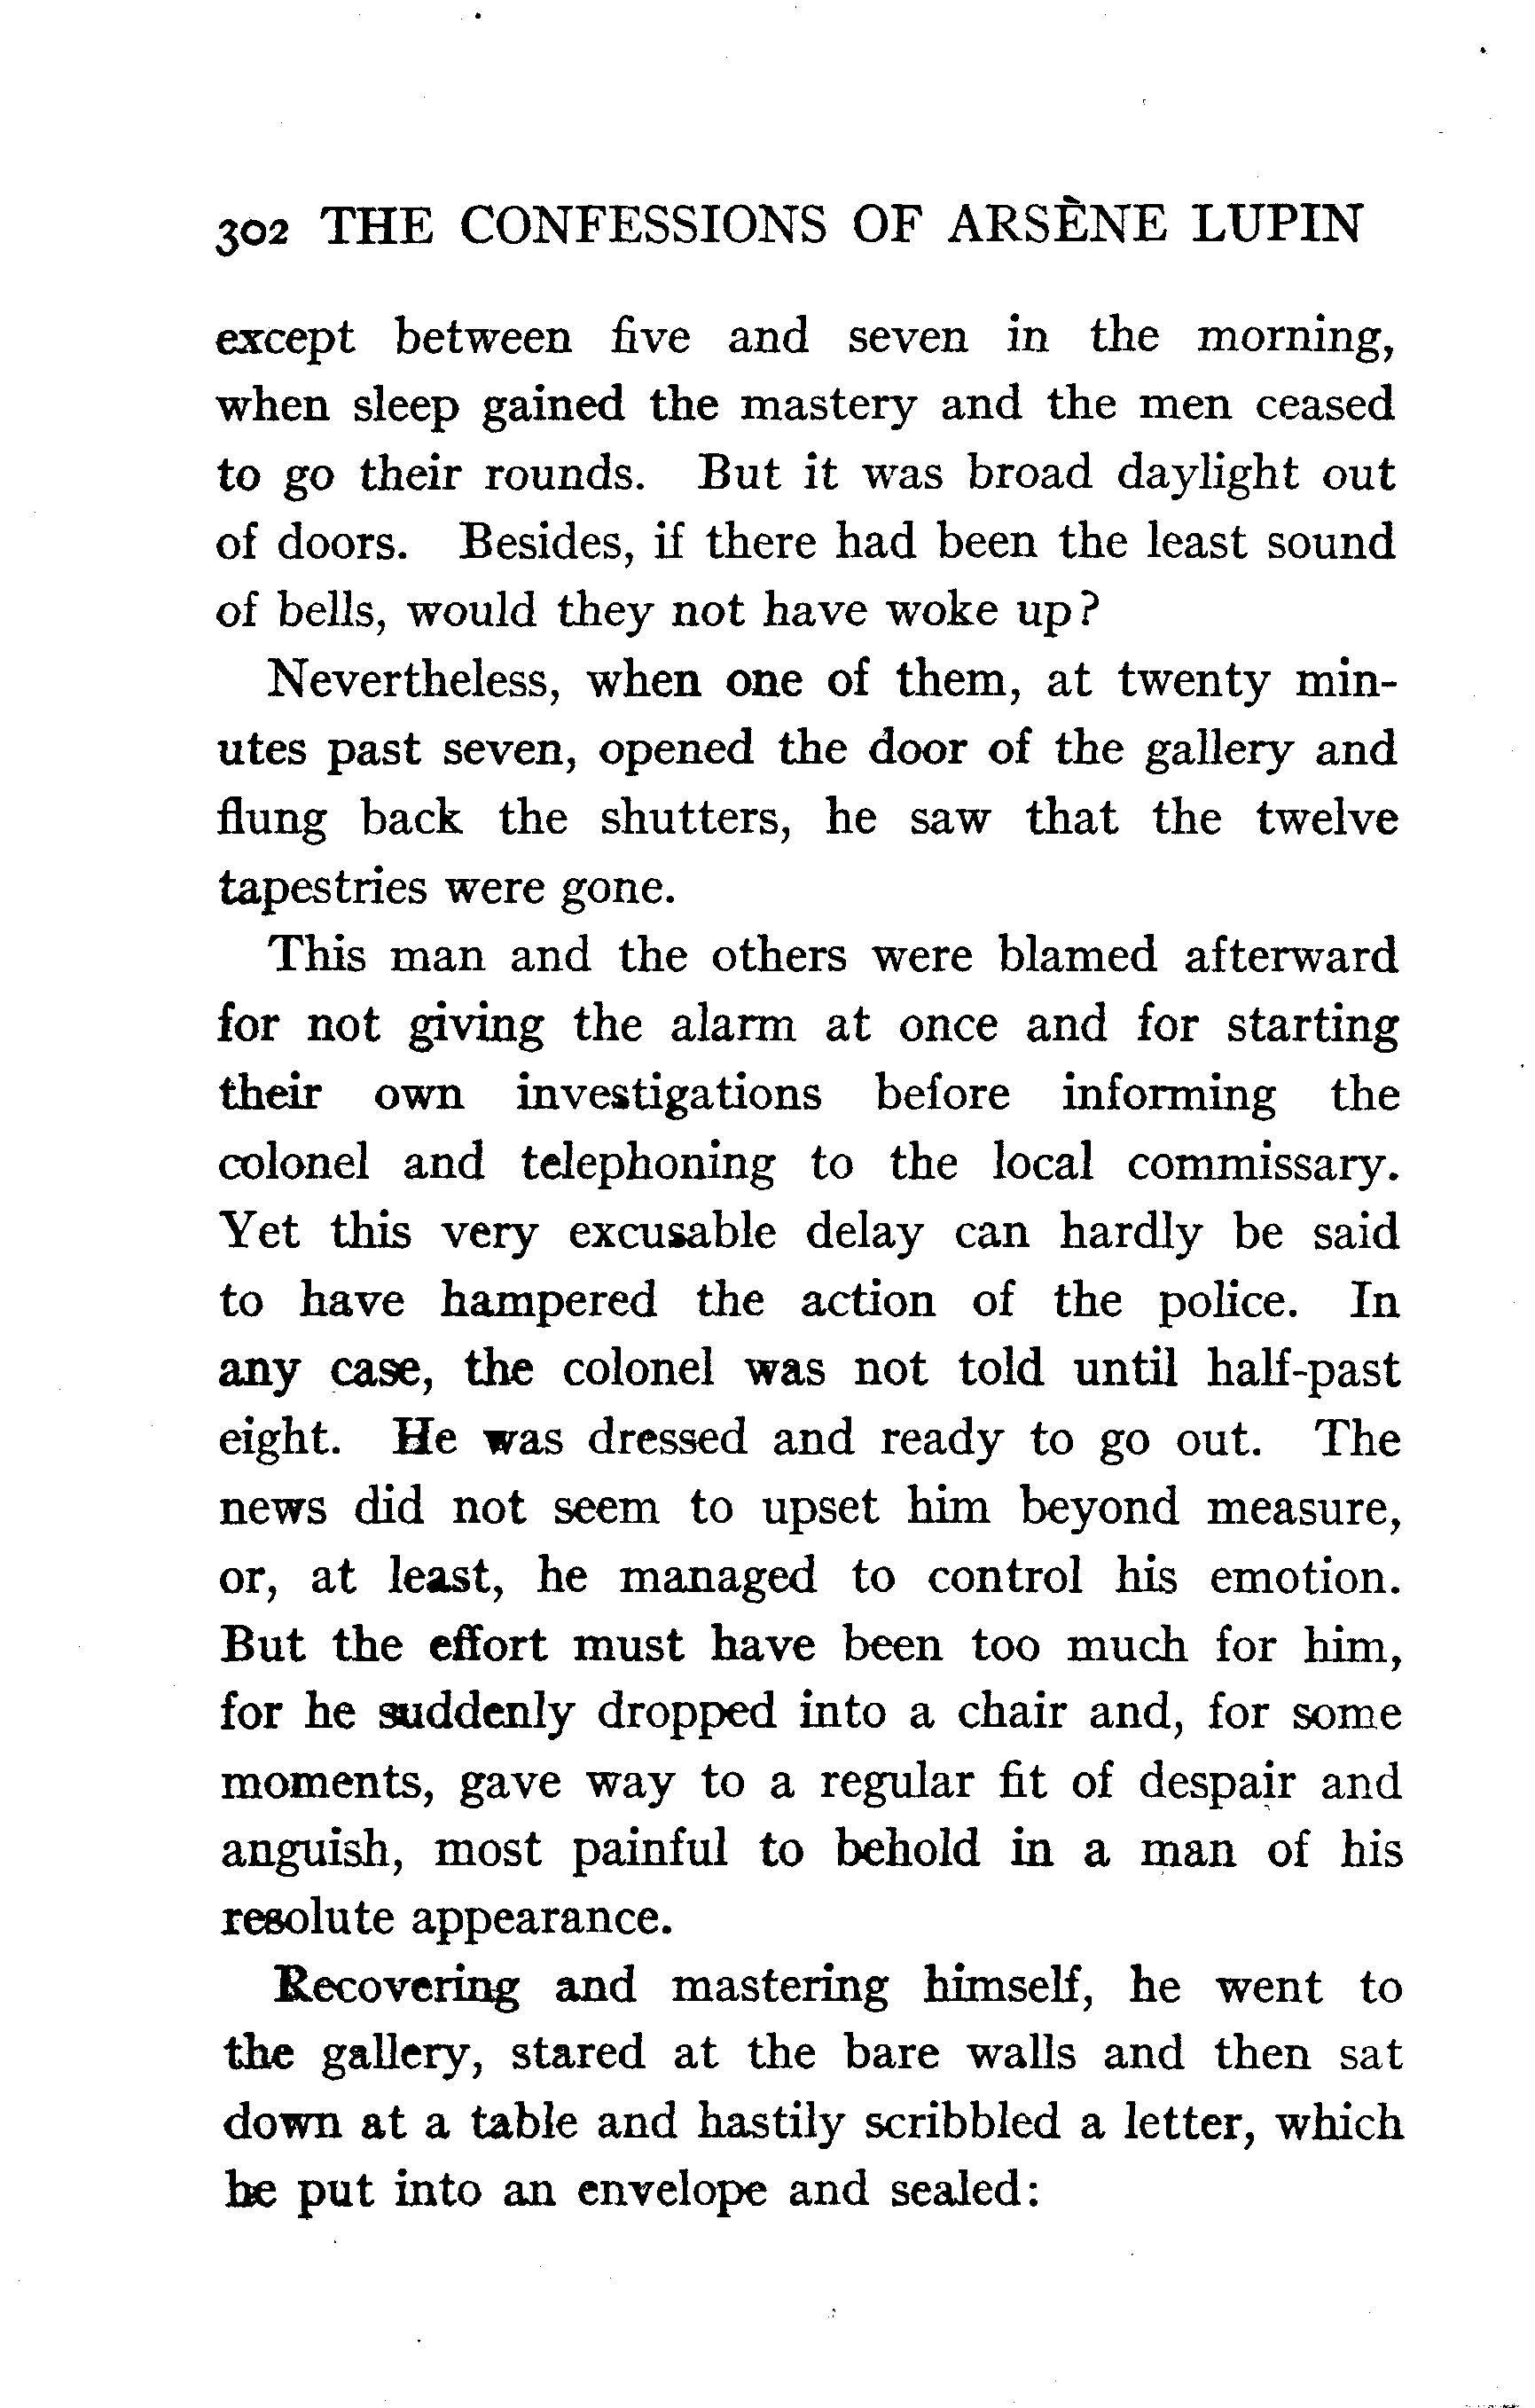 302 THE CONFESSIONS OF ARSÈNE LUPIN
except between five and seven in the morning,
when sleep gained the mastery and the men ceased
to go their rounds. But it was broad daylight out
of doors. Besides, if there had been the least sound
of bells, would they not have woke up?
Nevertheless, when one of them, at twenty min-
utes past seven, opened the door of the gallery and
flung back the shutters, he saw that the twelve
tapestries were gone.
This man and the others were blamed afterward
for not giving the alarm at once and for starting
their own investigations before informing the
colonel and telephoning to the local commissary.
Yet this very excusable delay can hardly be said
to have hampered the action of the police. In
any case, the colonel was not told until half-past
eight. He was dressed and ready to go out. The
news did not seem to upset him beyond measure,
or, at least, he managed to control his emotion.
But the effort must have been too much for him,
for he suddenly dropped into a chair and, for some
moments, gave way to a regular fit of despair and
anguish, most painful to behold in a man of his
resolute appearance.
Recovering and mastering himself, he went to
the gallery, stared at the bare walls and then sat
down at a table and hastily scribbled a letter, which
he put into an envelope and sealed: